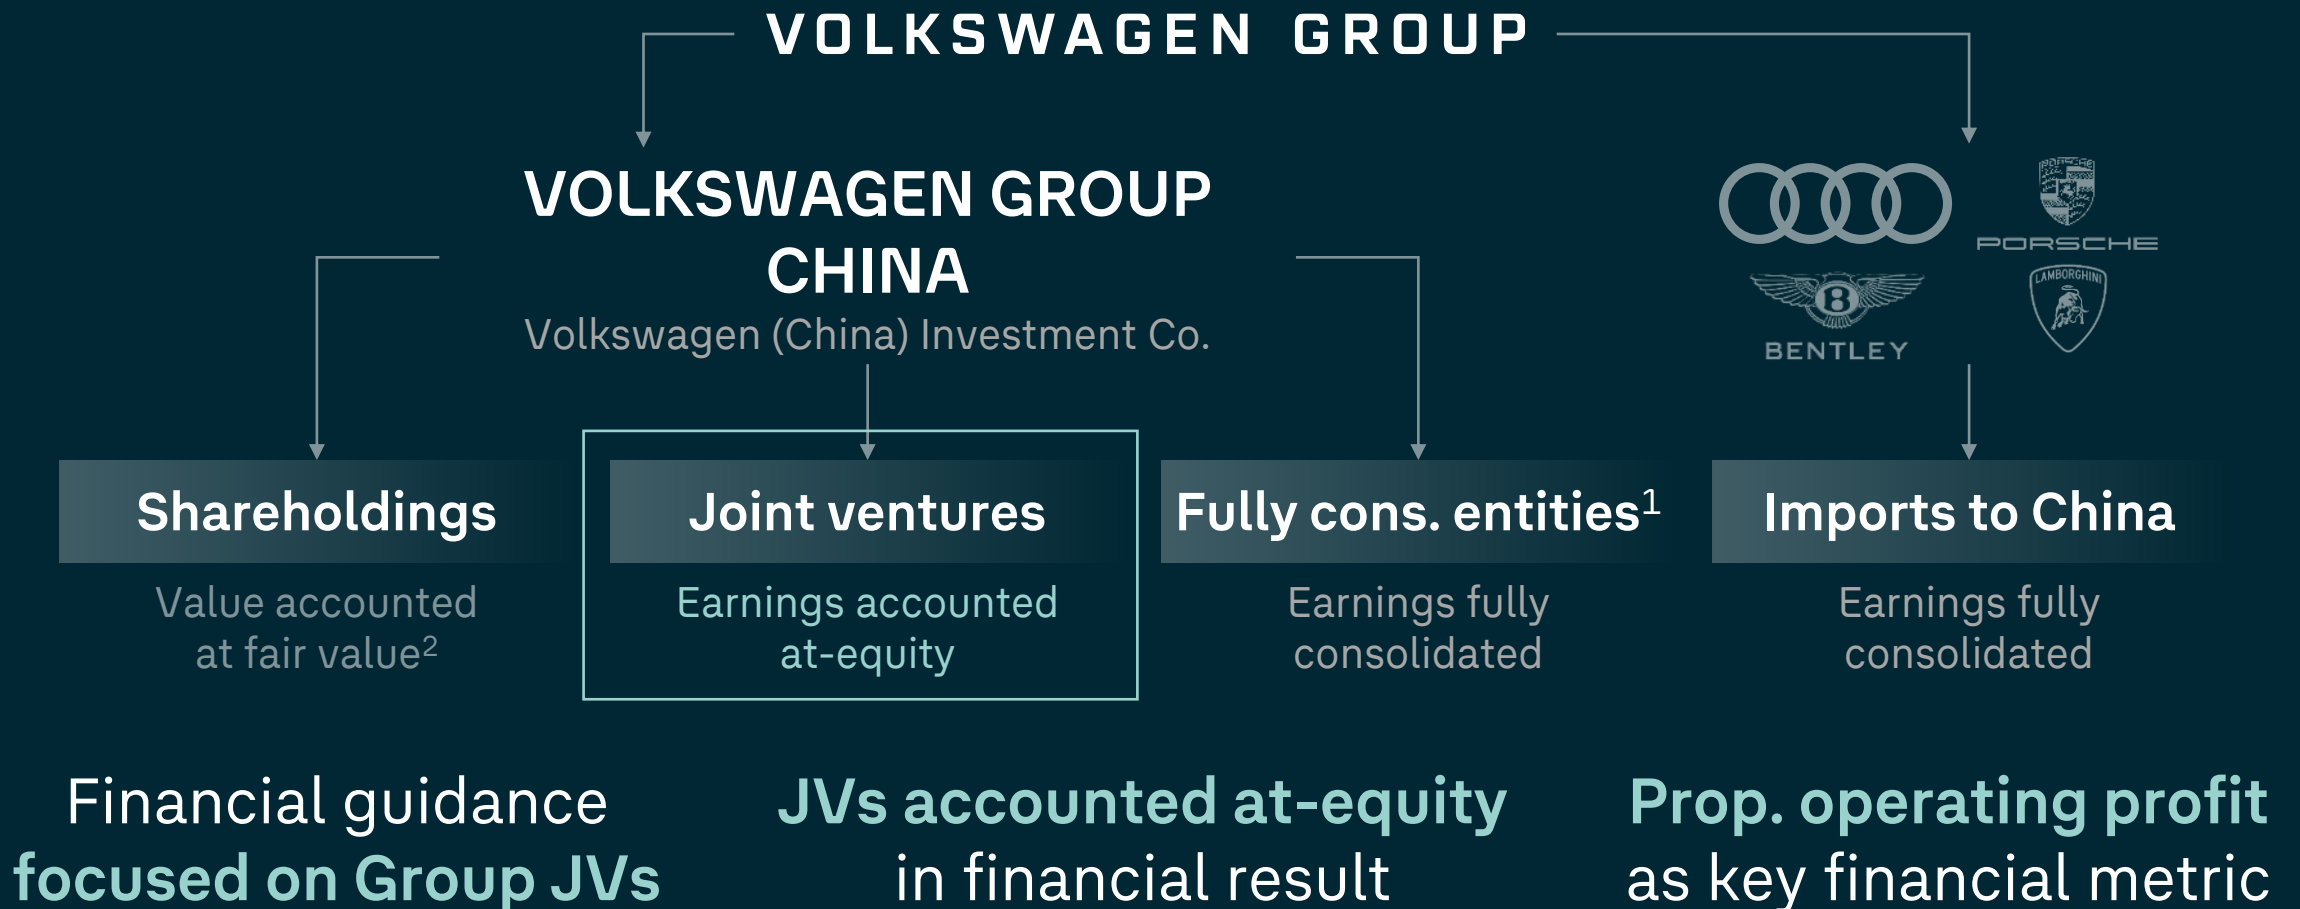 VOLKSWAGEN GROUP
VOLKSWAGEN GROUP
CHINA
Volkswagen (China) Investment Co.
PORSCHE
PORSCHE
LAMBORGHINI
B
BENTLEY
Shareholdings
Value accounted
at fair value²
Joint ventures
Earnings accounted
at-equity
Fully cons. entities¹
Earnings fully
consolidated
Imports to China
Earnings fully
consolidated
Financial guidance
focused on Group JVs
JVs accounted at-equity
in financial result
Prop. operating profit
as key financial metric